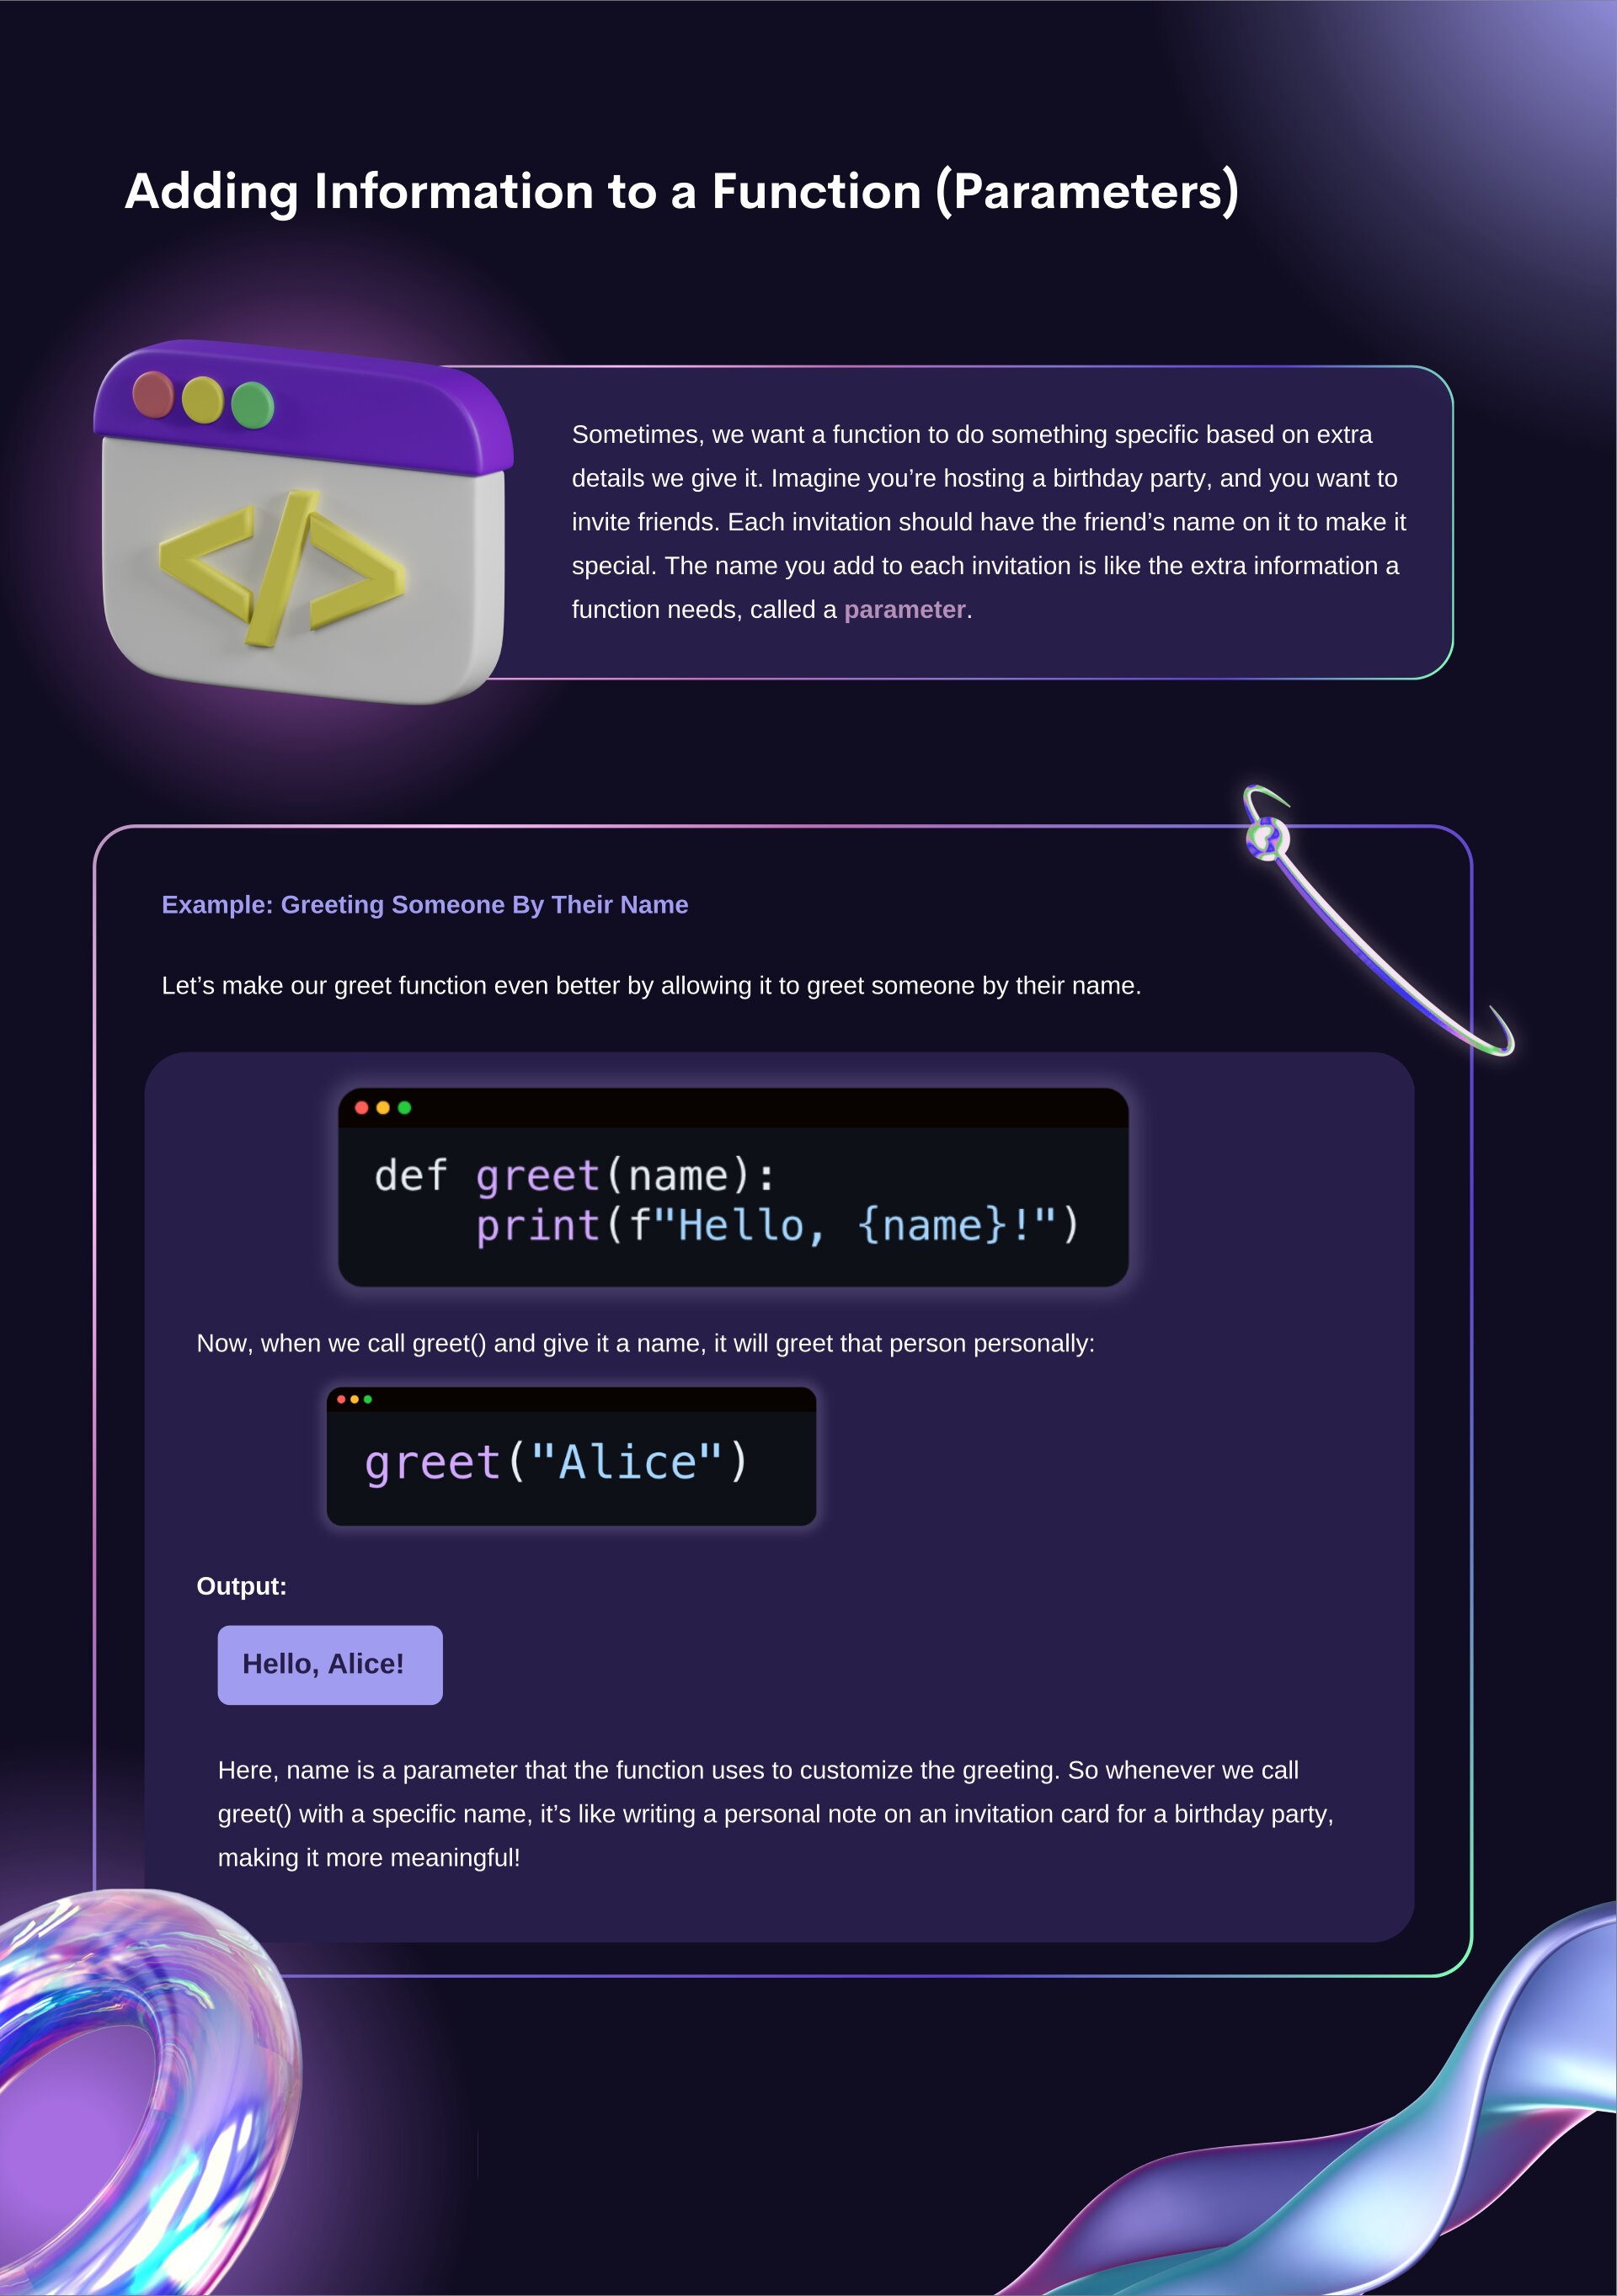 Adding Information to a Function (Parameters)
Sometimes, we want a function to do something specific based on extra
details we give it. Imagine you’re hosting a birthday party, and you want to
invite friends. Each invitation should have the friend’s name on it to make it
special. The name you add to each invitation is like the extra information a
function needs, called a parameter.
</>
Example: Greeting Someone By Their Name
Let’s make our greet function even better by allowing it to greet someone by their name.
def greet(name):
    print(f"Hello, {name}!")
Now, when we call greet() and give it a name, it will greet that person personally:
greet("Alice")
Output:
Hello, Alice!
Here, name is a parameter that the function uses to customize the greeting. So whenever we call
greet() with a specific name, it’s like writing a personal note on an invitation card for a birthday party,
making it more meaningful!